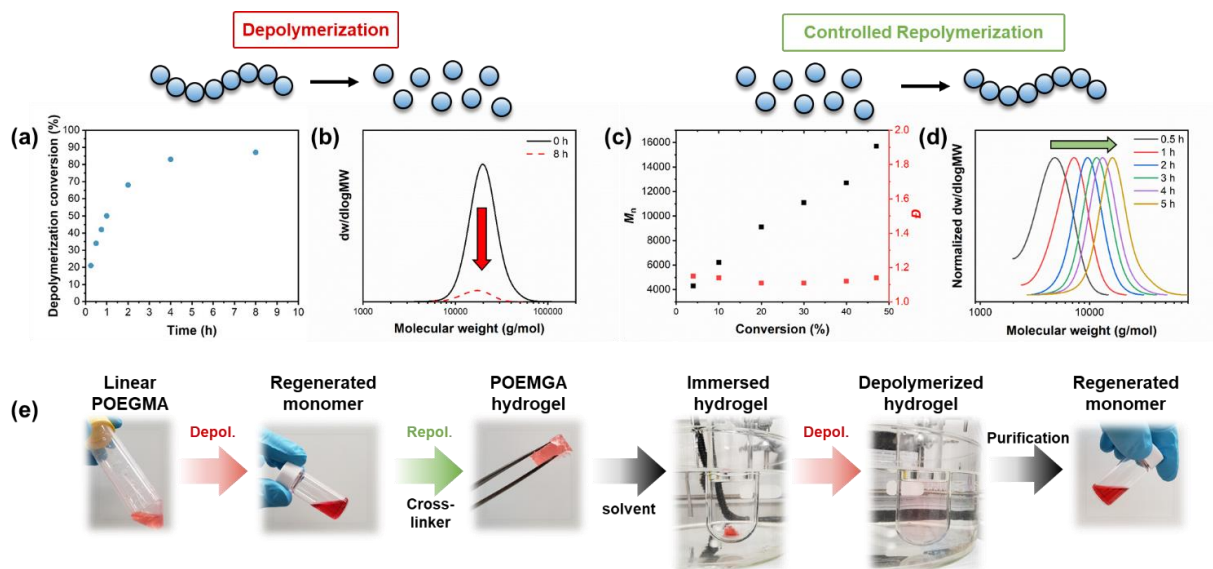 Depolymerization
Controlled Repolymerization
(a)
Depolymerization conversion (%)
100
90
80
70
60
50
40
30
20
10
0
0 1 2 3 4 5 6 7 8 9 10
Time (h)
(b)
dw/dlogMW
0 h
8 h
1000 10000 100000
Molecular weight (g/mol)
(c)
Mn
16000
14000
12000
10000
8000
6000
4000
2.0
1.8
1.6
1.4
1.2
1.0
Đ
10 20 30 40 50
Conversion (%)
(d)
Normalized dw/dlogMW
0.5 h
1 h
2 h
3 h
4 h
5 h
1000 10000
Molecular weight (g/mol)
(e)
Linear
POEGMA
Depol.
Regenerated
monomer
Repol.
Cross-
linker
POEMGA
hydrogel
solvent
Immersed
hydrogel
Depol.
Depolymerized
hydrogel
Purification
Regenerated
monomer